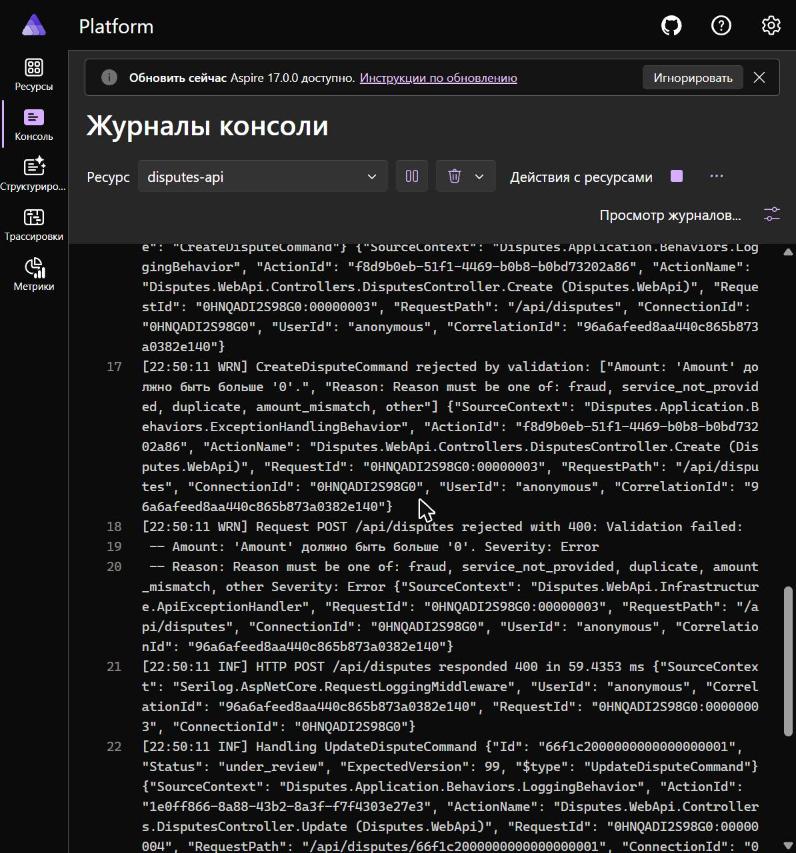 Platform
Ресурсы
Консоль
Структуриро...
Трассировки
Метрики
Обновить сейчас Aspire 17.0.0 доступно. Инструкции по обновлению
Игнорировать
Журналы консоли
Ресурс
disputes-api
Действия с ресурсами
Просмотр журналов...
e": "CreateDisputeCommand"} {"SourceContext": "Disputes.Application.Behaviors.Log
gingBehavior", "ActionId": "f8d9b0eb-51f1-4469-b0b8-b0bd73202a86", "ActionName":
"Disputes.WebApi.Controllers.DisputesController.Create (Disputes.WebApi)", "Reque
stId": "0HNQADI2S98G0:00000003", "RequestPath": "/api/disputes", "ConnectionId":
"0HNQADI2S98G0", "UserId": "anonymous", "CorrelationId": "96a6afeed8aa440c865b873
a0382e140"}
17 [22:50:11 WRN] CreateDisputeCommand rejected by validation: ["Amount: 'Amount' до
лжно быть больше '0'.", "Reason: Reason must be one of: fraud, service_not_provid
ed, duplicate, amount_mismatch, other"] {"SourceContext": "Disputes.Application.B
ehaviors.ExceptionHandlingBehavior", "ActionId": "f8d9b0eb-51f1-4469-b0b8-b0bd732
02a86", "ActionName": "Disputes.WebApi.Controllers.DisputesController.Create (Dis
putes.WebApi)", "RequestId": "0HNQADI2S98G0:00000003", "RequestPath": "/api/dispu
tes", "ConnectionId": "0HNQADI2S98G0", "UserId": "anonymous", "CorrelationId": "9
6a6afeed8aa440c865b873a0382e140"}
18 [22:50:11 WRN] Request POST /api/disputes rejected with 400: Validation failed:
19 -- Amount: 'Amount' должно быть больше '0'. Severity: Error
20 -- Reason: Reason must be one of: fraud, service_not_provided, duplicate, amount
_mismatch, other Severity: Error {"SourceContext": "Disputes.WebApi.Infrastructur
e.ApiExceptionHandler", "RequestId": "0HNQADI2S98G0:00000003", "RequestPath": "/a
pi/disputes", "ConnectionId": "0HNQADI2S98G0", "UserId": "anonymous", "Correlatio
nId": "96a6afeed8aa440c865b873a0382e140"}
21 [22:50:11 INF] HTTP POST /api/disputes responded 400 in 59.4353 ms {"SourceContex
t": "Serilog.AspNetCore.RequestLoggingMiddleware", "UserId": "anonymous", "Correl
ationId": "96a6afeed8aa440c865b873a0382e140", "RequestId": "0HNQADI2S98G0:0000000
3", "ConnectionId": "0HNQADI2S98G0"}
22 [22:50:11 INF] Handling UpdateDisputeCommand {"Id": "66f1c2000000000000000001",
"Status": "under_review", "ExpectedVersion": 99, "$type": "UpdateDisputeCommand"}
{"SourceContext": "Disputes.Application.Behaviors.LoggingBehavior", "ActionId":
"1e0ff866-8a88-43b2-8a3f-f7f4303e27e3", "ActionName": "Disputes.WebApi.Controller
s.DisputesController.Update (Disputes.WebApi)", "RequestId": "0HNQADI2S98G0:00000
004", "RequestPath": "/api/disputes/66f1c2000000000000000001", "ConnectionId": "0